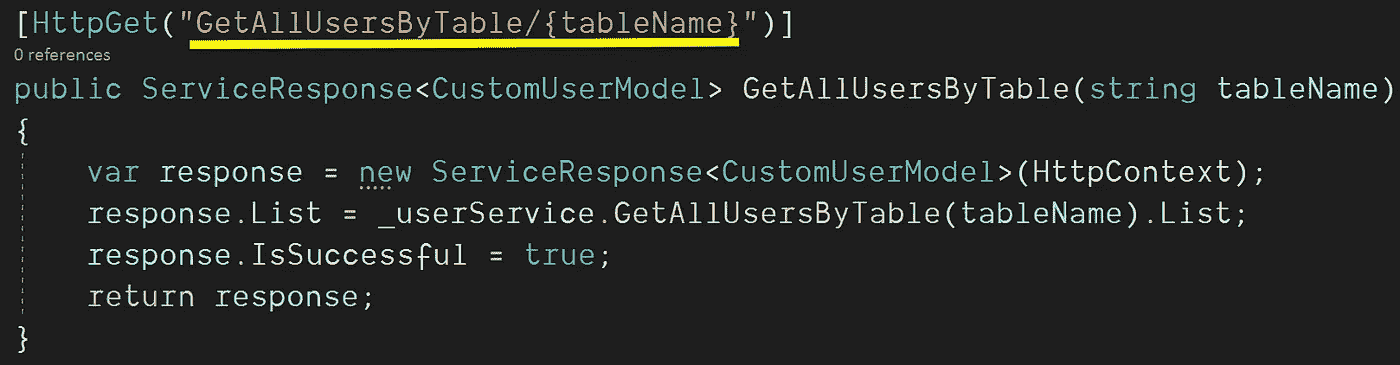 [HttpGet("GetAllUsersByTable/{tableName}")]
0 references
public ServiceResponse<CustomUserModel> GetAllUsersByTable(string tableName)
{
var response = new ServiceResponse<CustomUserModel>(HttpContext);
response.List = _userService.GetAllUsersByTable(tableName).List;
response.IsSuccessful = true;
return response;
}